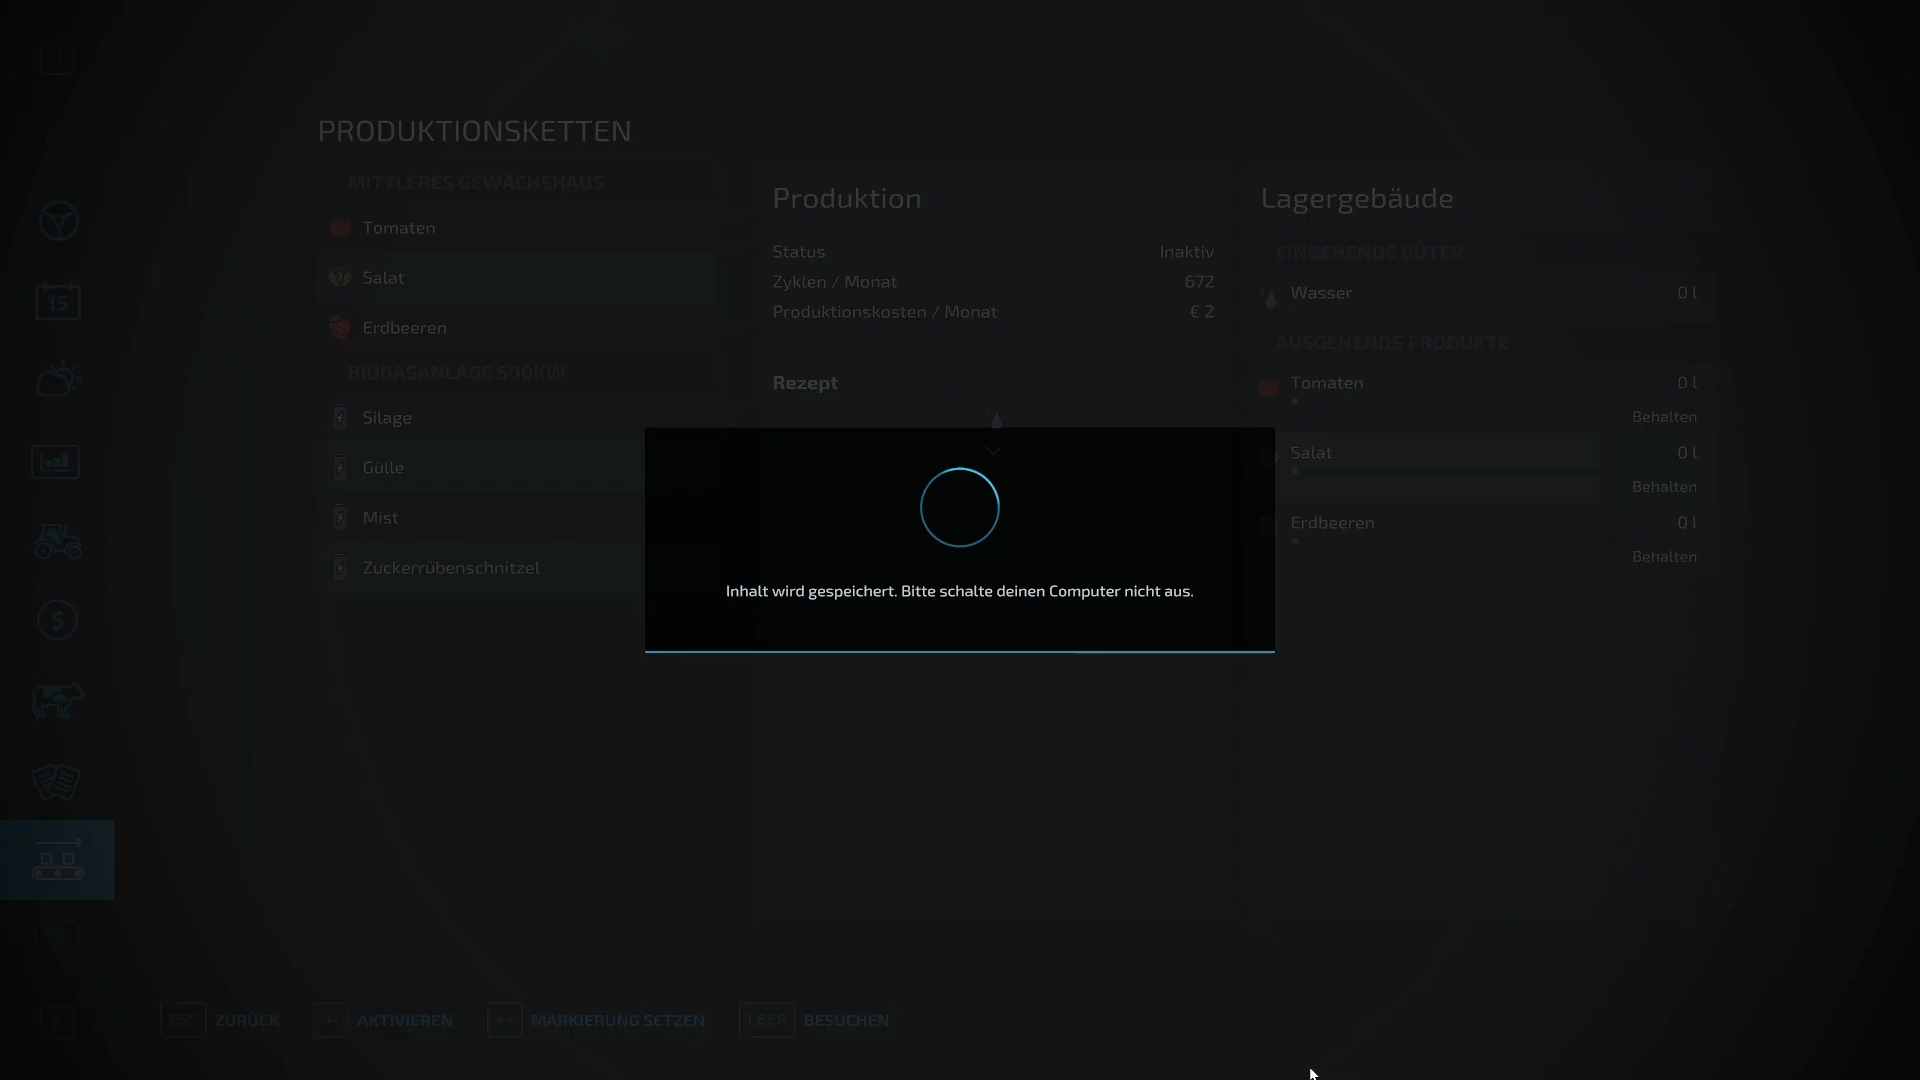 PRODUKTIONSKETTEN
MITTLERES GEWÄCHSHAUS
Tomaten
Salat
Erdbeeren
BIOGASANLAGE 500KW
Silage
Gülle
Mist
Zuckerrübenschnitzel
15
$
Produktion
Status Inaktiv
Zyklen / Monat 672
Produktionskosten / Monat € 2
Rezept
Lagergebäude
EINGEHENDE GÜTER
Wasser 0 l
AUSGEHENDE PRODUKTE
Tomaten 0 l
Behalten
Salat 0 l
Behalten
Erdbeeren 0 l
Behalten
Inhalt wird gespeichert. Bitte schalte deinen Computer nicht aus.
ESC ZURÜCK AKTIVIEREN MARKIERUNG SETZEN LEER BESUCHEN